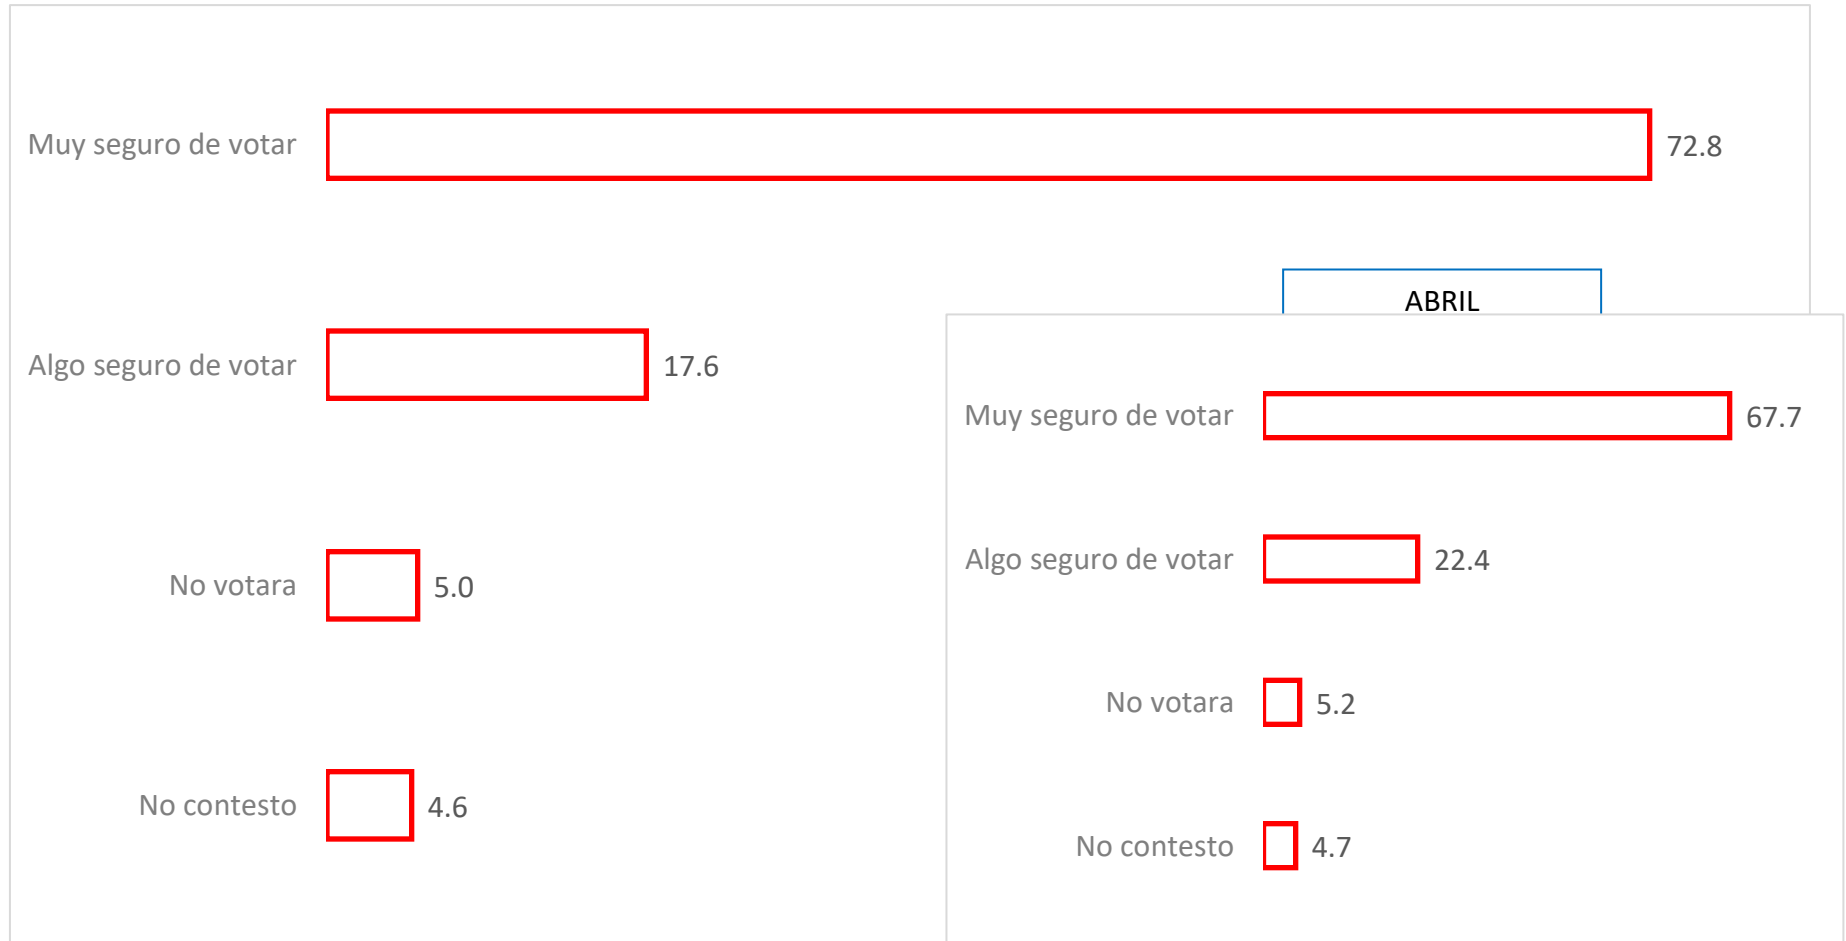 Muy seguro de votar 72.8
Algo seguro de votar 17.6
No votara 5.0
No contesto 4.6
ABRIL
Muy seguro de votar 67.7
Algo seguro de votar 22.4
No votara 5.2
No contesto 4.7